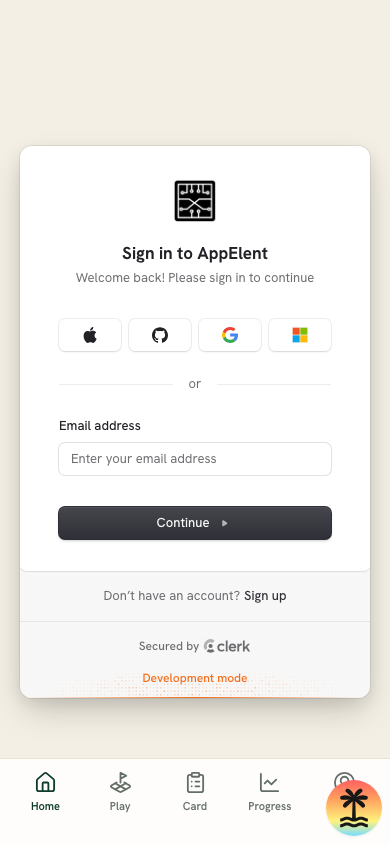 Sign in to AppElent
Welcome back! Please sign in to continue
or
Email address
Enter your email address
Continue
Don’t have an account? Sign up
Secured by clerk
Development mode
Home Play Card Progress